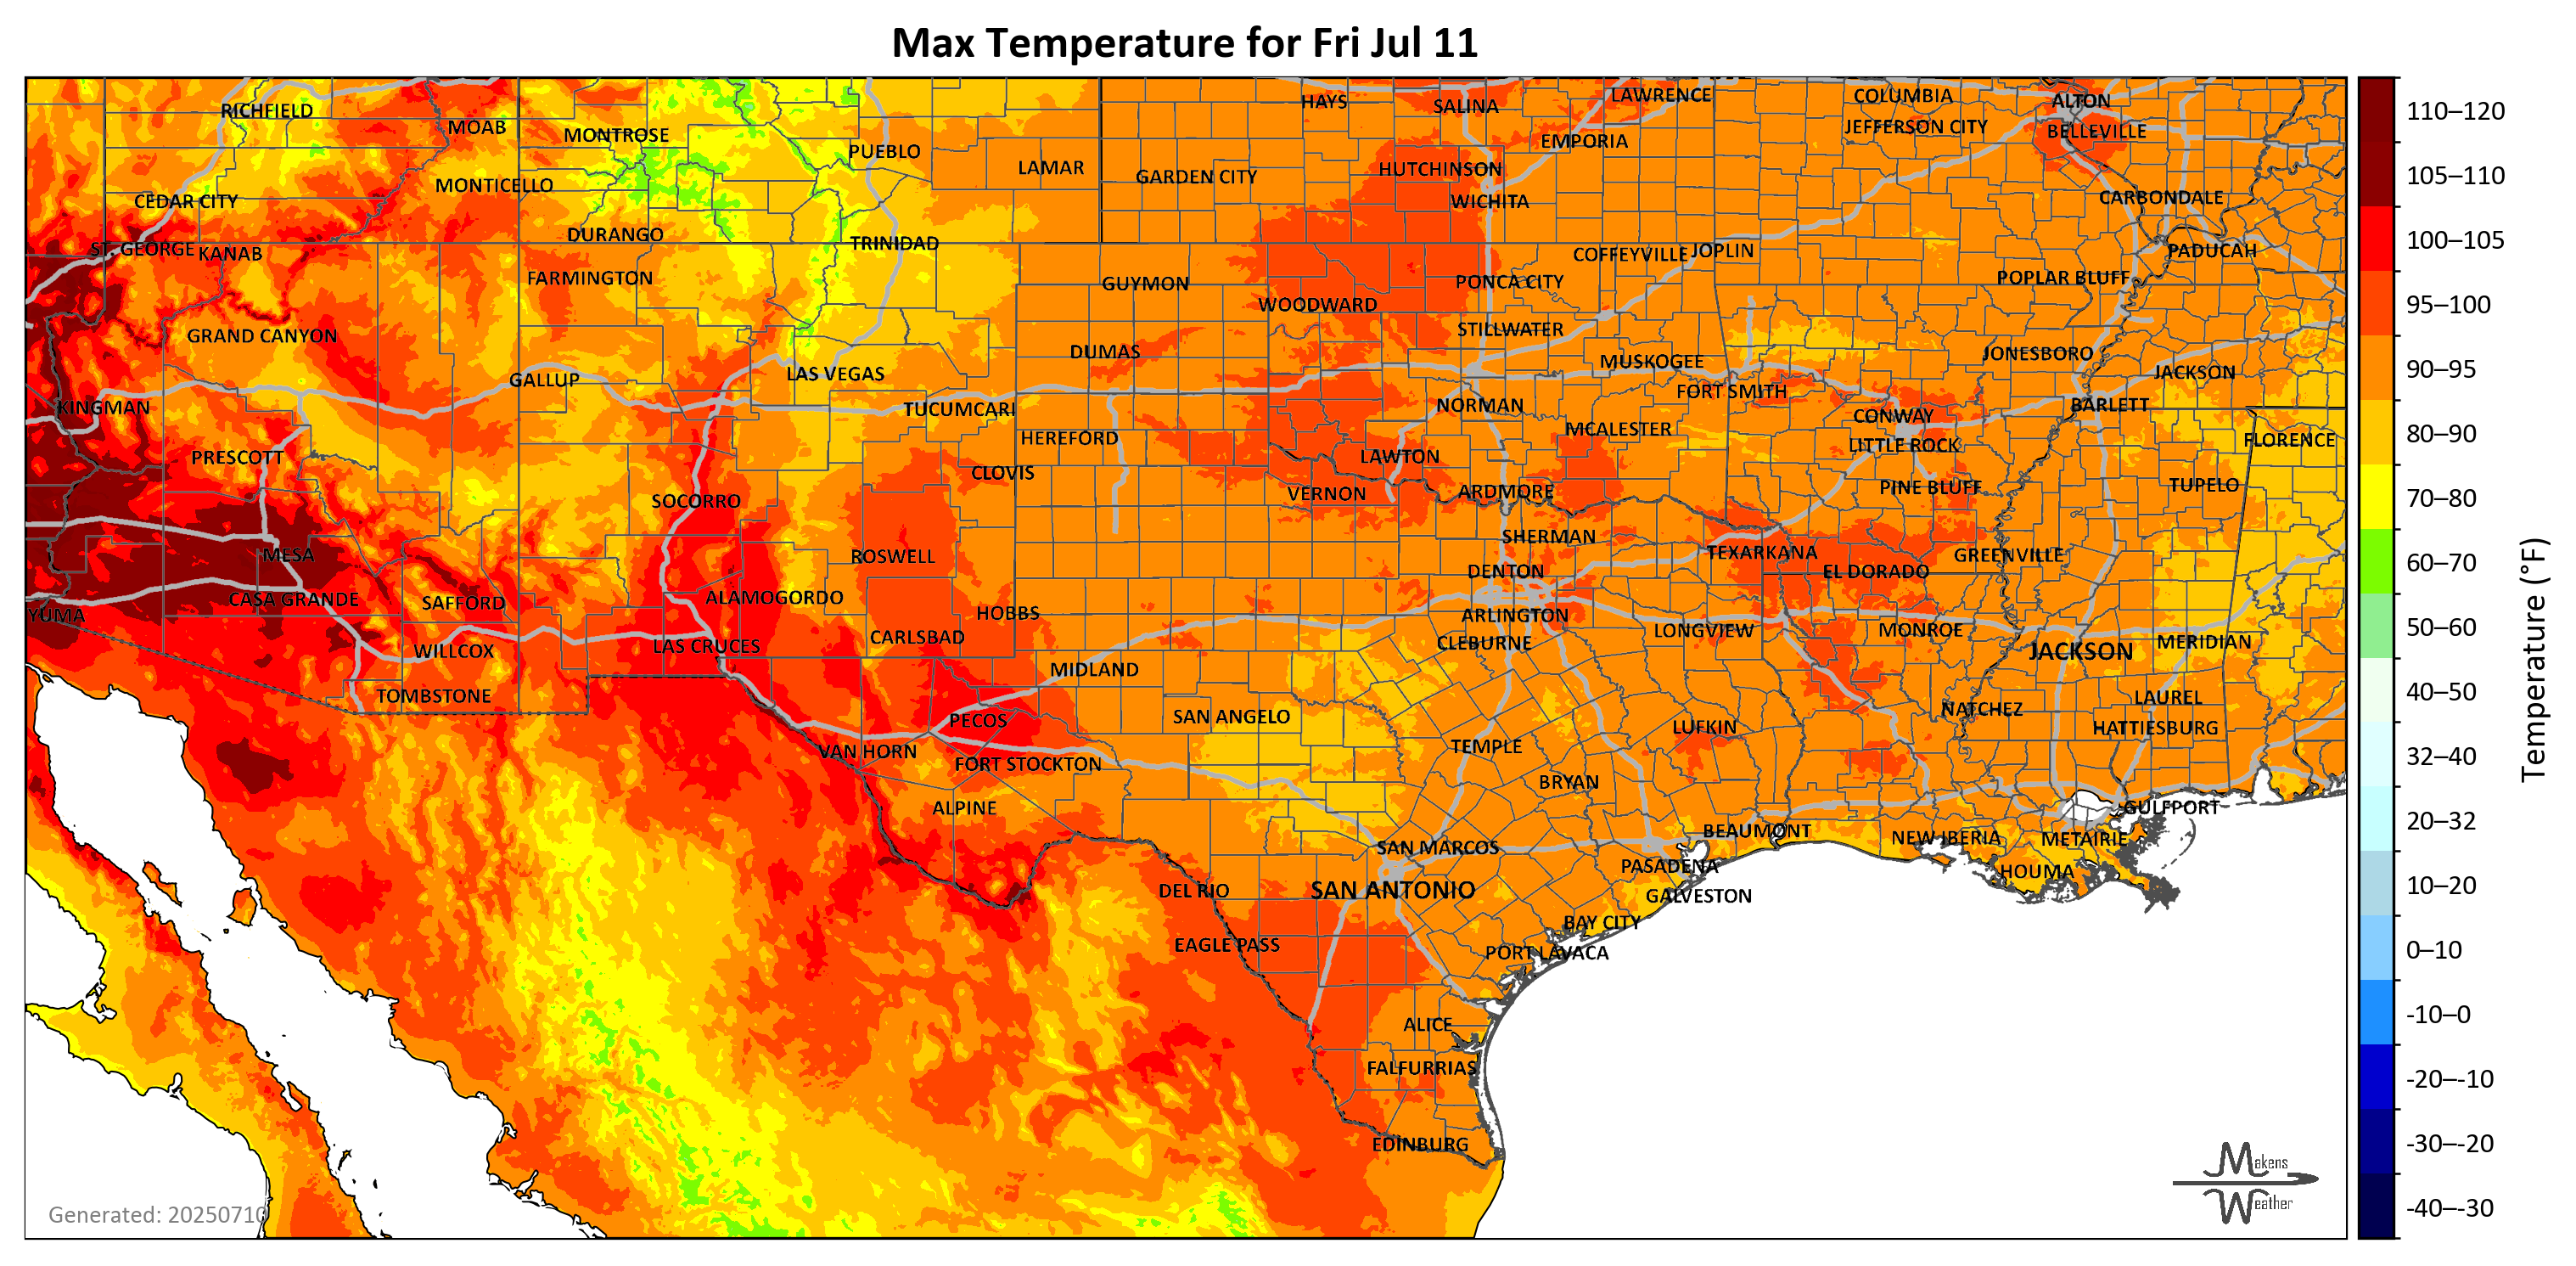 Max Temperature for Fri Jul 11
RICHFIELD
MOAB
MONTROSE
PUEBLO
LAMAR
GARDEN CITY
HAYS
SALINA
LAWRENCE
EMPORIA
HUTCHINSON
WICHITA
COLUMBIA
JEFFERSON CITY
ALTON
BELLEVILLE
CARBONDALE
PADUCAH
CEDAR CITY
MONTICELLO
ST. GEORGE
KANAB
DURANGO
TRINIDAD
FARMINGTON
GUYMON
WOODWARD
PONCA CITY
COFFEYVILLE
JOPLIN
POPLAR BLUFF
GRAND CANYON
STILLWATER
DUMAS
MUSKOGEE
JONESBORO
JACKSON
GALLUP
LAS VEGAS
FORT SMITH
KINGMAN
TUCUMCARI
NORMAN
CONWAY
BARLETT
HEREFORD
MCALESTER
LITTLE ROCK
FLORENCE
PRESCOTT
CLOVIS
LAWTON
SOCORRO
VERNON
ARDMORE
PINE BLUFF
TUPELO
MESA
ROSWELL
SHERMAN
TEXARKANA
GREENVILLE
DENTON
EL DORADO
CASA GRANDE
SAFFORD
ALAMOGORDO
HOBBS
YUMA
ARLINGTON
LAS CRUCES
CARLSBAD
CLEBURNE
LONGVIEW
MONROE
JACKSON
MERIDIAN
WILLCOX
MIDLAND
TOMBSTONE
PECOS
SAN ANGELO
LUFKIN
NATCHEZ
LAUREL
HATTIESBURG
VAN HORN
FORT STOCKTON
TEMPLE
BRYAN
ALPINE
GULFPORT
BEAUMONT
NEW IBERIA
METAIRIE
SAN MARCOS
PASADENA
HOUMA
DEL RIO
SAN ANTONIO
GALVESTON
BAY CITY
EAGLE PASS
PORT LAVACA
ALICE
FALFURRIAS
EDINBURG
Generated: 20250710
Makens
Weather
110–120
105–110
100–105
95–100
90–95
80–90
70–80
60–70
50–60
40–50
32–40
20–32
10–20
0–10
-10–0
-20–-10
-30–-20
-40–-30
Temperature (°F)